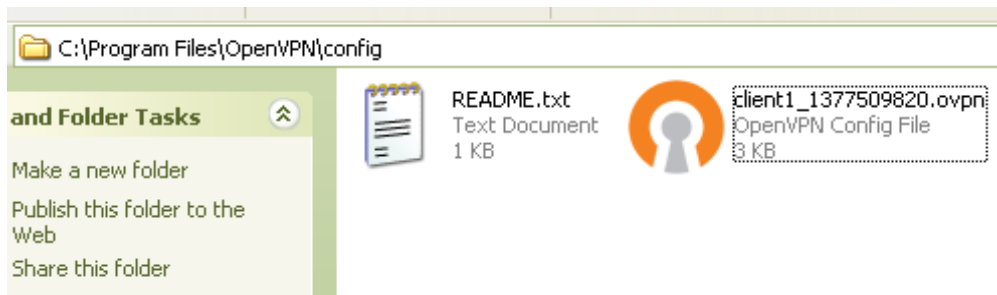 C:\Program Files\OpenVPN\config
and Folder Tasks
Make a new folder
Publish this folder to the
Web
Share this folder
README.txt
Text Document
1 KB
client1_1377509820.ovpn
OpenVPN Config File
3 KB